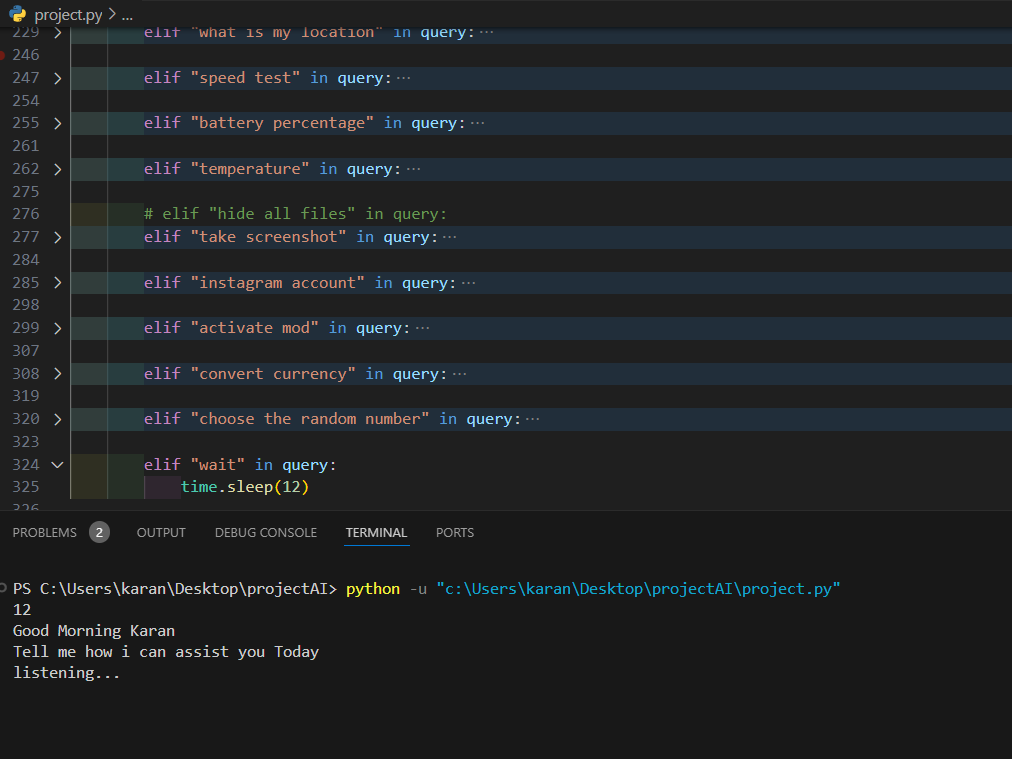 project.py > ...
229 > elif "what is my location" in query: ...
246
247 > elif "speed test" in query: ...
254
255 > elif "battery percentage" in query: ...
261
262 > elif "temperature" in query: ...
275
276 # elif "hide all files" in query:
277 > elif "take screenshot" in query: ...
284
285 > elif "instagram account" in query: ...
298
299 > elif "activate mod" in query: ...
307
308 > elif "convert currency" in query: ...
319
320 > elif "choose the random number" in query: ...
323
324 elif "wait" in query:
325 time.sleep(12)
326
PROBLEMS 2 OUTPUT DEBUG CONSOLE TERMINAL PORTS
PS C:\Users\karan\Desktop\projectAI> python -u "c:\Users\karan\Desktop\projectAI\project.py"
12
Good Morning Karan
Tell me how i can assist you Today
listening...